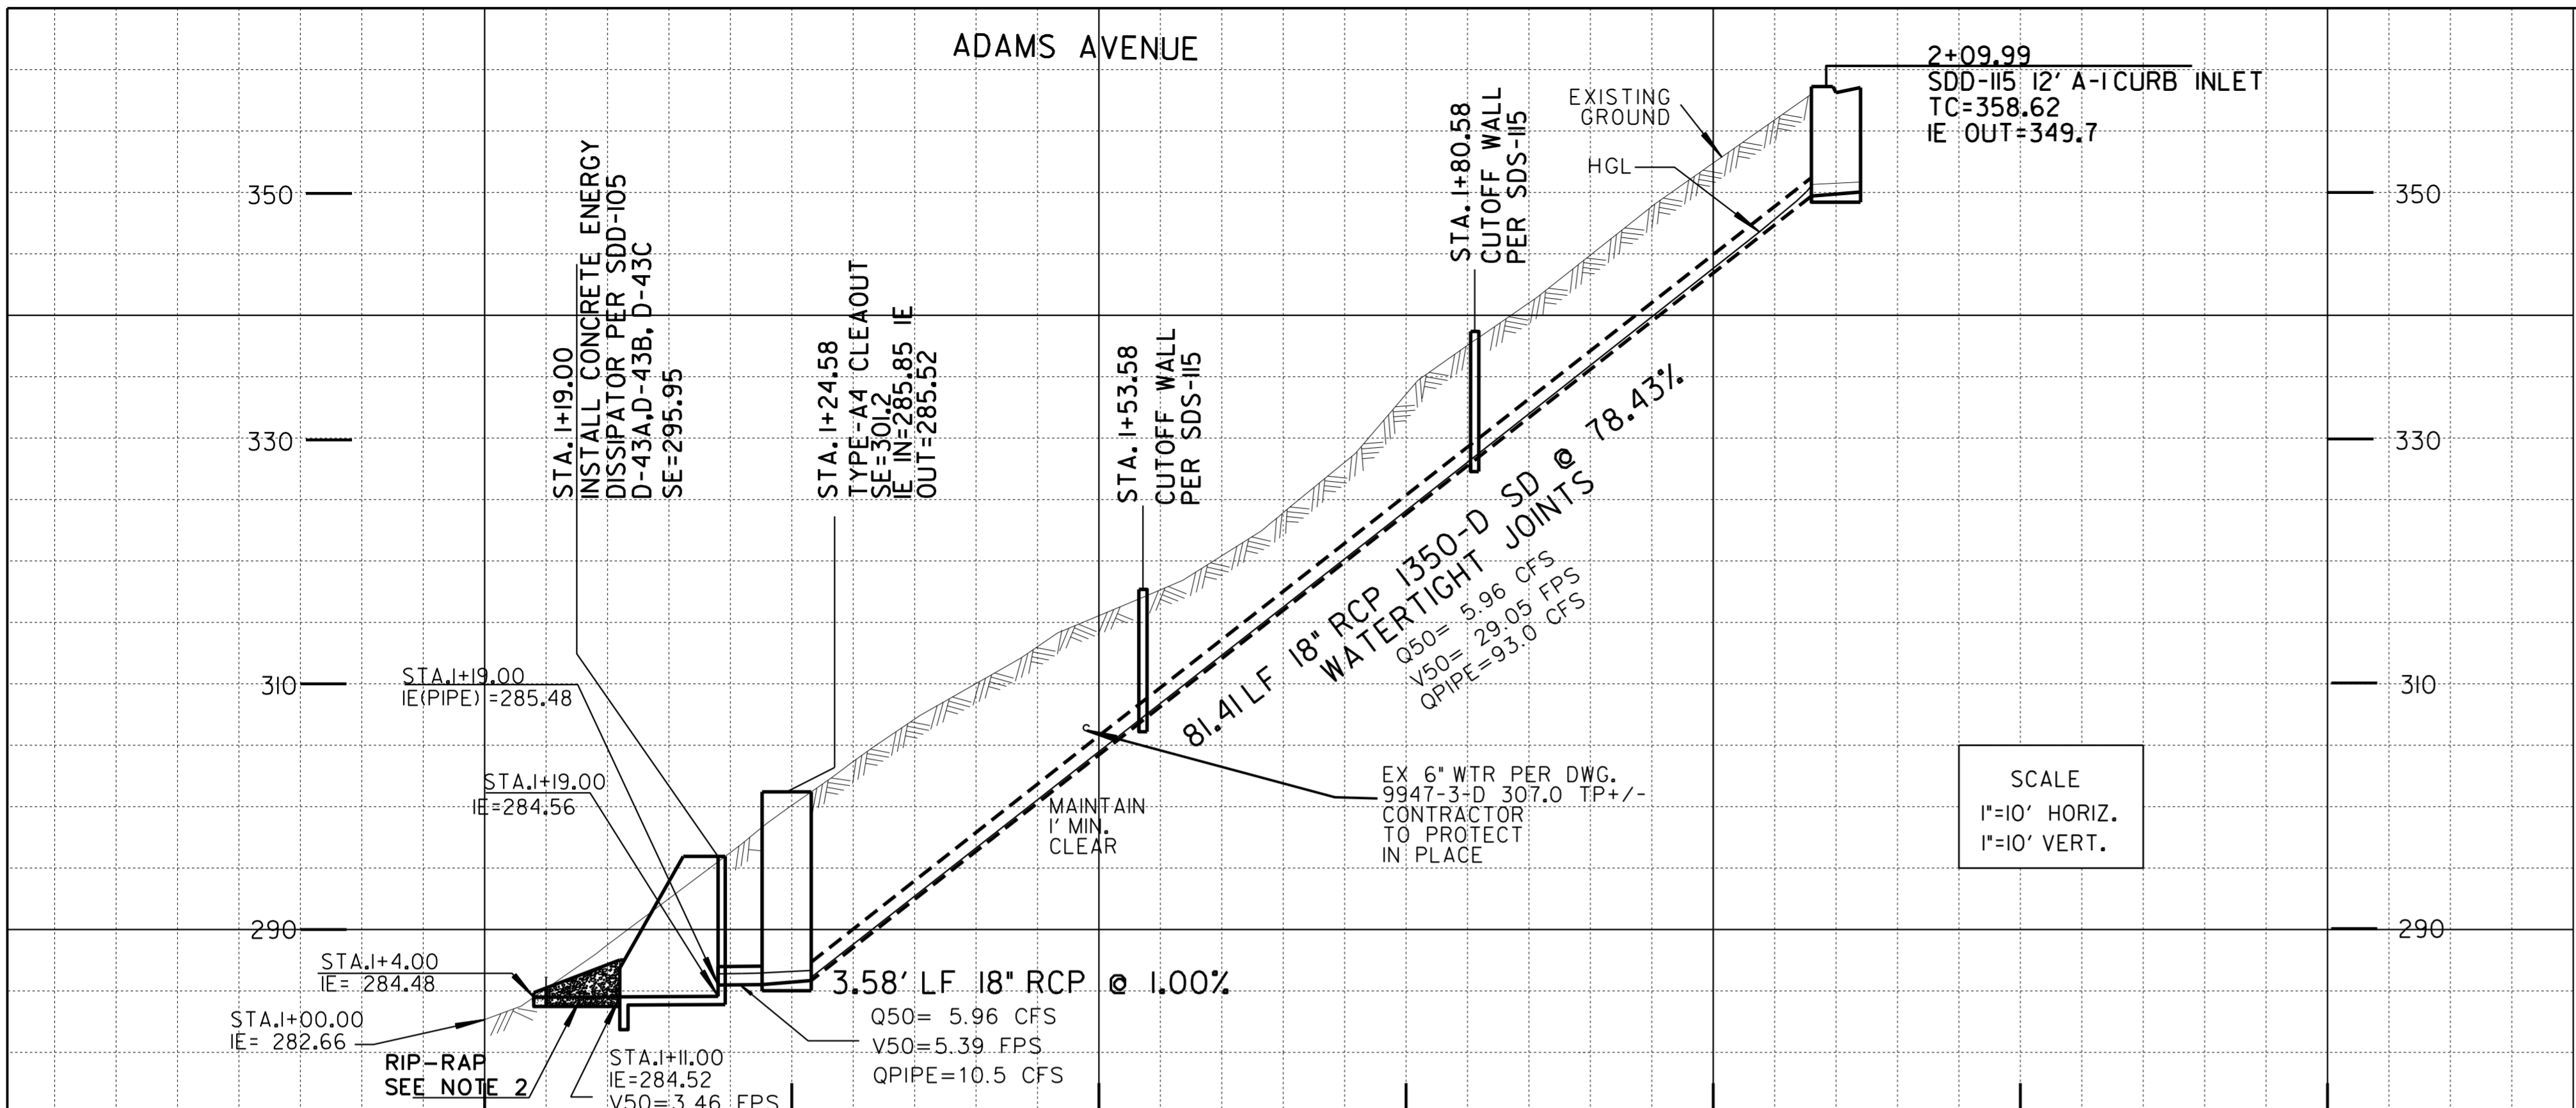 ADAMS AVENUE
2+09.99
SDD-115 12' A-1 CURB INLET
TC=358.62
IE OUT=349.7
EXISTING
GROUND
HGL
STA. 1+80.58
CUTOFF WALL
PER SDS-115
350
350
STA. 1+19.00
INSTALL CONCRETE ENERGY
DISSIPATOR PER SDD-105
D-43A, D-43B, D-43C
SE=295.95
STA. 1+24.58
TYPE-A4 CLEAOUT
SE=301.2
IE IN=285.85 IE
OUT=285.52
STA. 1+53.58
CUTOFF WALL
PER SDS-115
330
330
81.41 LF 18" RCP 1350-D SD @ 78.43%
WATERTIGHT JOINTS
Q50= 5.96 CFS
V50= 29.05 FPS
QPIPE=93.0 CFS
STA.1+19.00
IE(PIPE) =285.48
310
310
STA.1+19.00
IE=284.56
MAINTAIN
1' MIN.
CLEAR
EX 6" WTR PER DWG.
9947-3-D 307.0 TP+/-
CONTRACTOR
TO PROTECT
IN PLACE
SCALE
1"=10' HORIZ.
1"=10' VERT.
290
290
STA.1+4.00
IE= 284.48
STA.1+00.00
IE= 282.66
RIP-RAP
SEE NOTE 2
STA.1+11.00
IE=284.52
V50=3.46 FPS
3.58' LF 18" RCP @ 1.00%
Q50= 5.96 CFS
V50=5.39 FPS
QPIPE=10.5 CFS